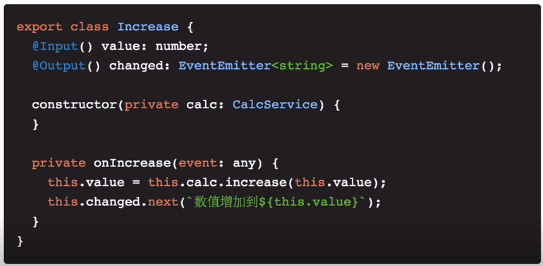 export class Increase {
  @Input() value: number;
  @Output() changed: EventEmitter<string> = new EventEmitter();

  constructor(private calc: CalcService) {
  }

  private onIncrease(event: any) {
    this.value = this.calc.increase(this.value);
    this.changed.next(`数值增加到${this.value}`);
  }
}